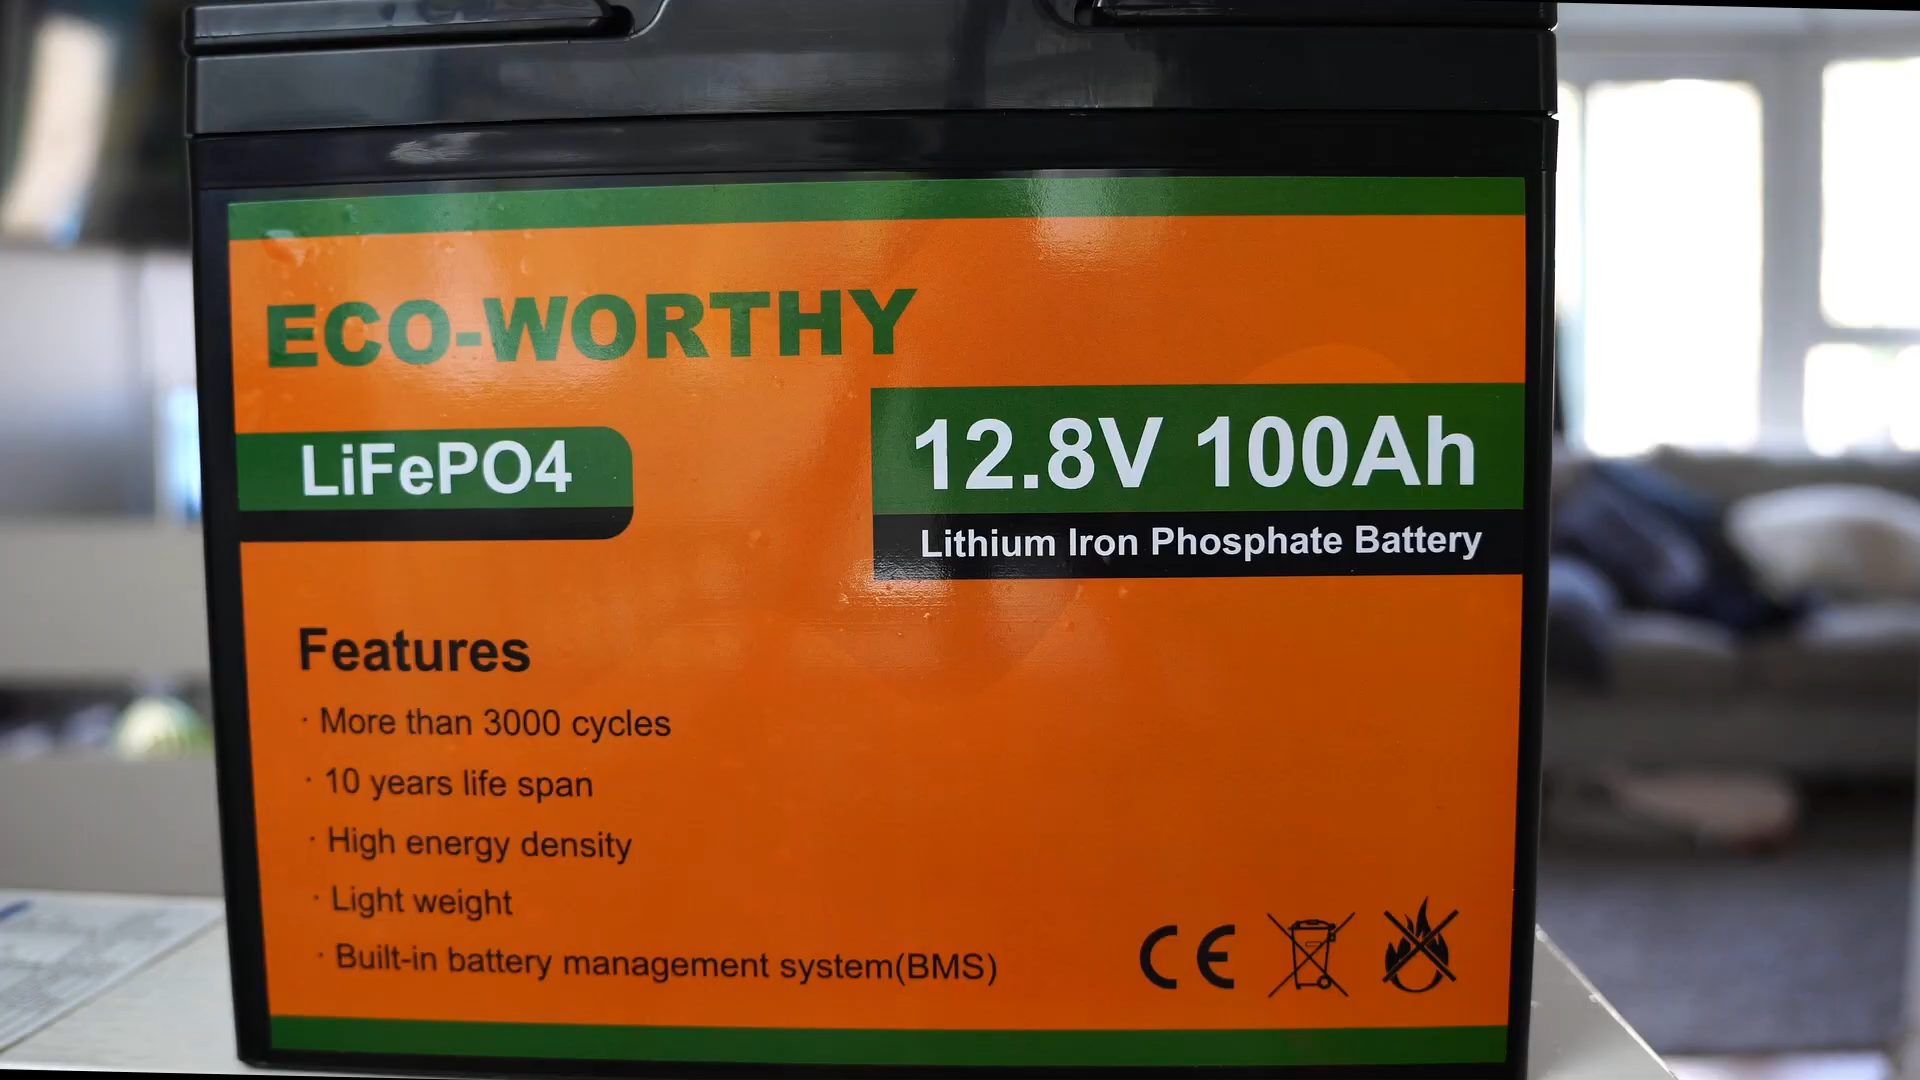 ECO-WORTHY
LiFePO4
12.8V 100Ah
Lithium Iron Phosphate Battery
Features
· More than 3000 cycles
· 10 years life span
· High energy density
· Light weight
· Built-in battery management system(BMS)
CE